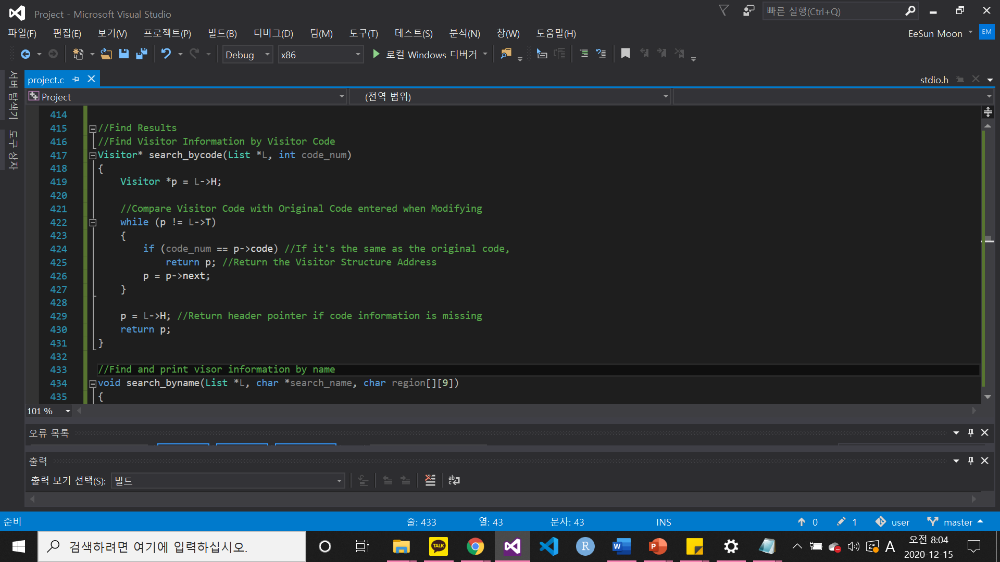 Project - Microsoft Visual Studio
빠른 실행(Ctrl+Q)
파일(F) 편집(E) 보기(V) 프로젝트(P) 빌드(B) 디버그(D) 팀(M) 도구(T) 테스트(S) 분석(N) 창(W) 도움말(H)
EeSun Moon EM
Debug x86 로컬 Windows 디버거
서버 탐색기
도구 상자
project.c
stdio.h
Project
(전역 범위)
414
415 //Find Results
416 //Find Visitor Information by Visitor Code
417 Visitor* search_bycode(List *L, int code_num)
418 {
419 Visitor *p = L->H;
420
421 //Compare Visitor Code with Original Code entered when Modifying
422 while (p != L->T)
423 {
424 if (code_num == p->code) //If it's the same as the original code,
425 return p; //Return the Visitor Structure Address
426 p = p->next;
427 }
428
429 p = L->H; //Return header pointer if code information is missing
430 return p;
431 }
432
433 //Find and print visor information by name
434 void search_byname(List *L, char *search_name, char region[][9])
435 {
101 %
오류 목록
출력
출력 보기 선택(S): 빌드
준비 줄: 433 열: 43 문자: 43 INS 0 1 user master
검색하려면 여기에 입력하십시오.
TALK
R
W
P
A
오전 8:04
2020-12-15